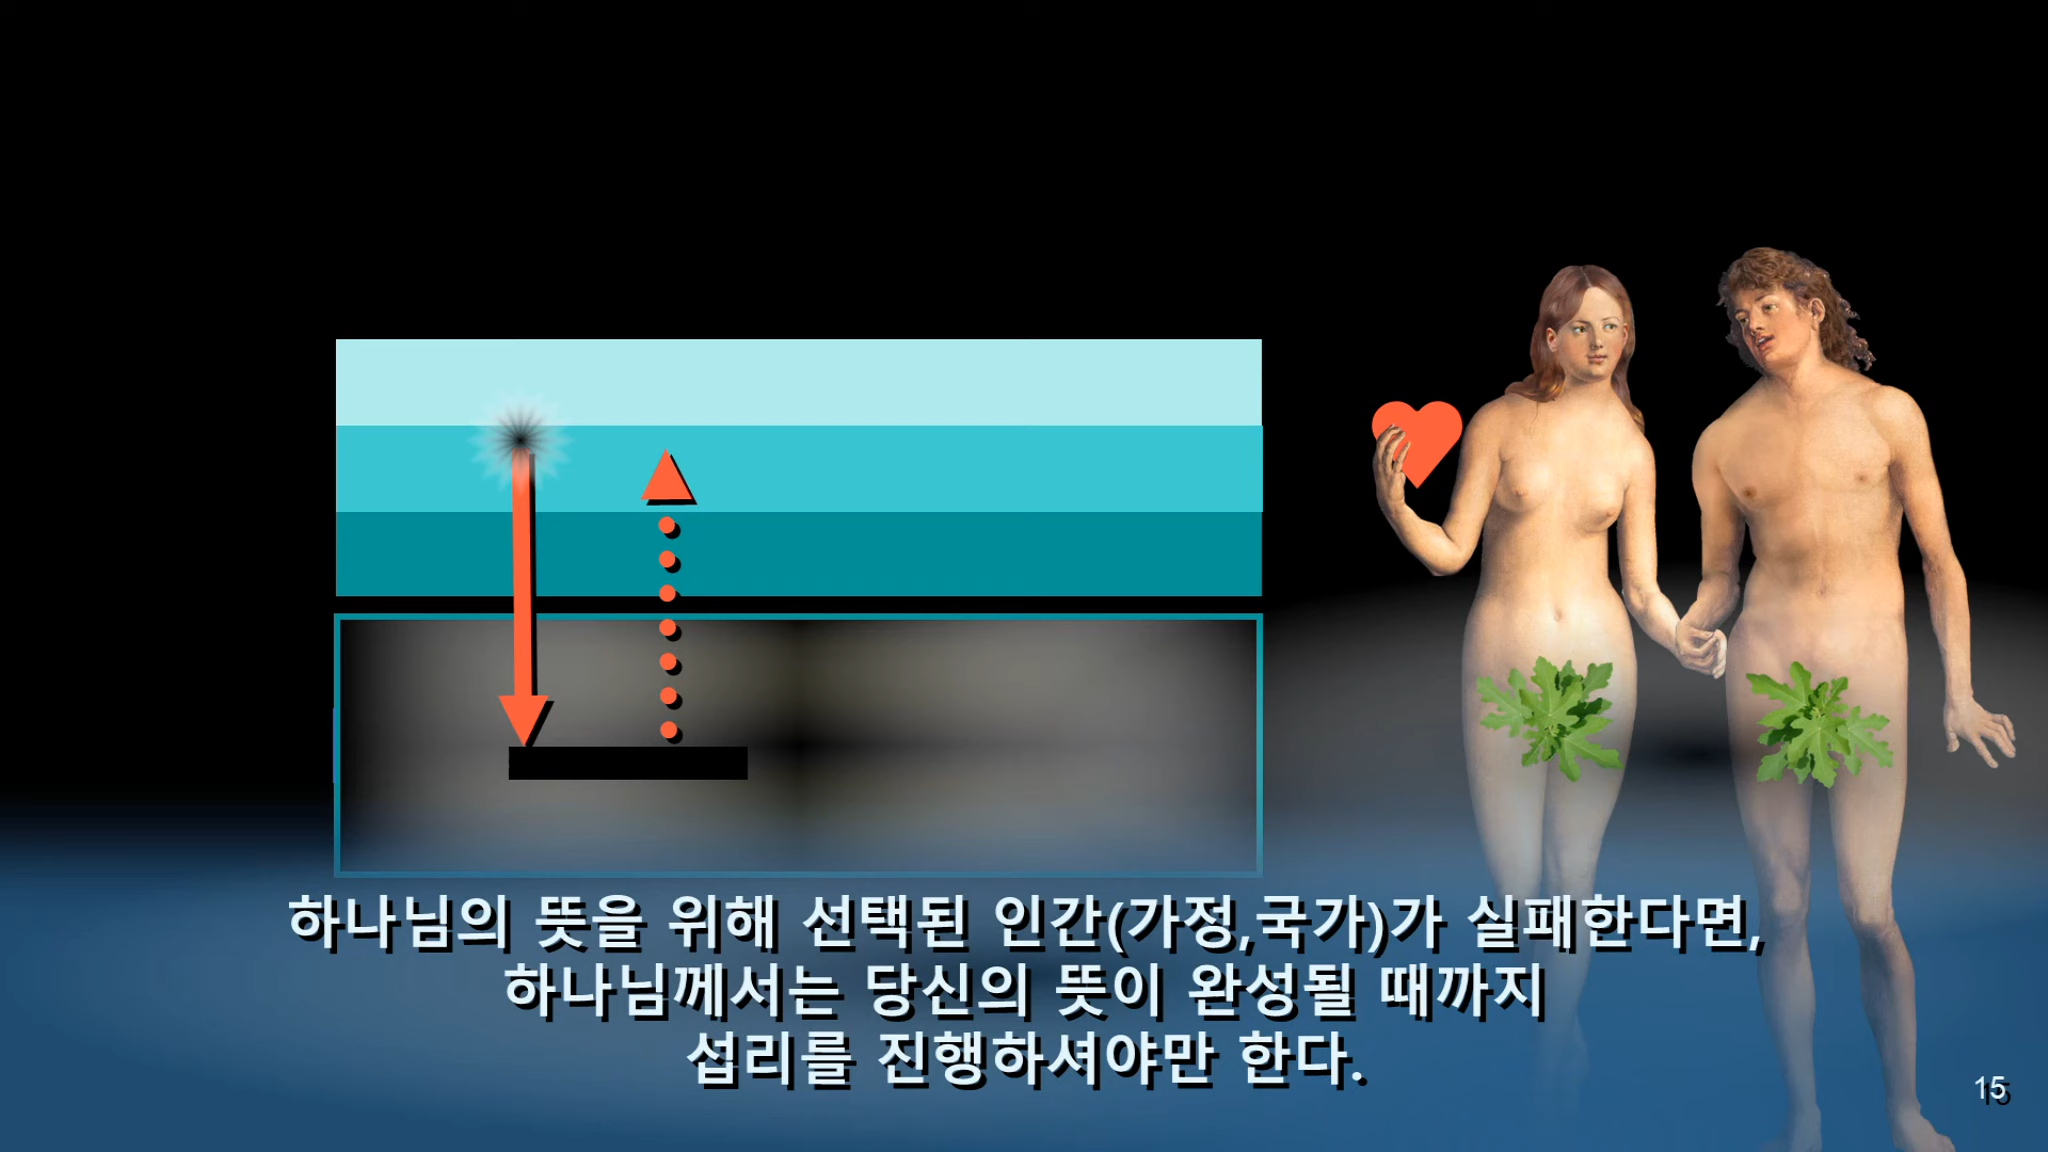 하나님의 뜻을 위해 선택된 인간(가정,국가)가 실패한다면,
하나님께서는 당신의 뜻이 완성될 때까지
섭리를 진행하셔야만 한다.
15